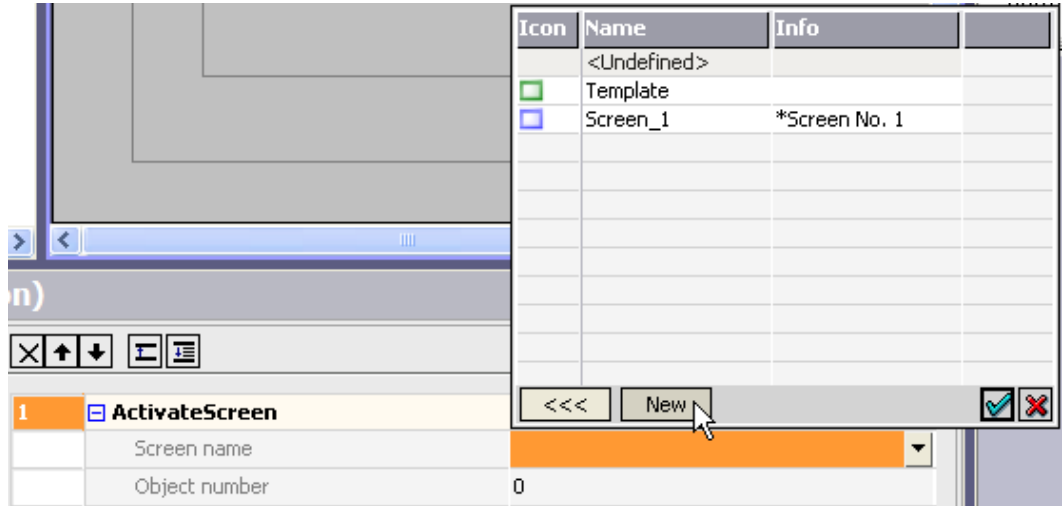 Icon Name Info
<Undefined>
Template
Screen_1 *Screen No. 1
n)
<<< New
1 ActivateScreen
Screen name
Object number 0